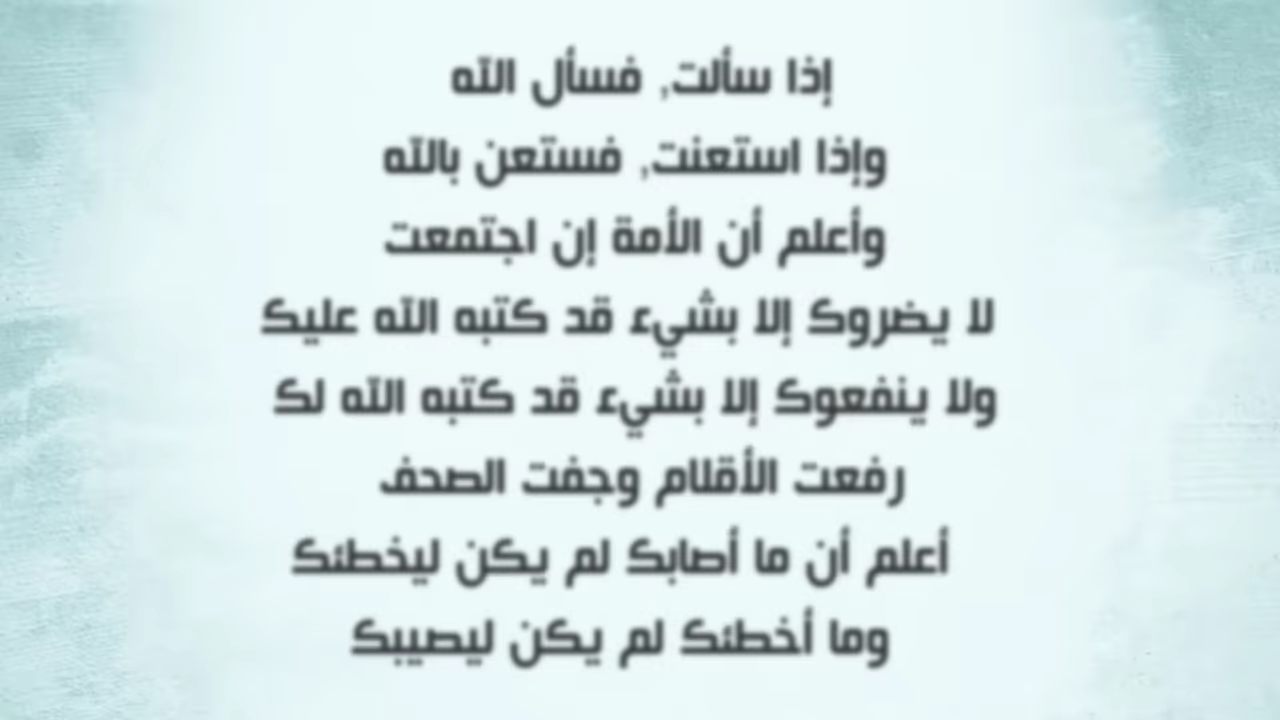 إذا سألت, فسأل الله
وإذا استعنت, فستعن بالله
وأعلم أن الأمة إن اجتمعت
لا يضروك إلا بشيء قد كتبه الله عليك
ولا ينفعوك إلا بشيء قد كتبه الله لك
رفعت الأقلام وجفت الصحف
أعلم أن ما أصابك لم يكن ليخطئك
وما أخطئك لم يكن ليصيبك